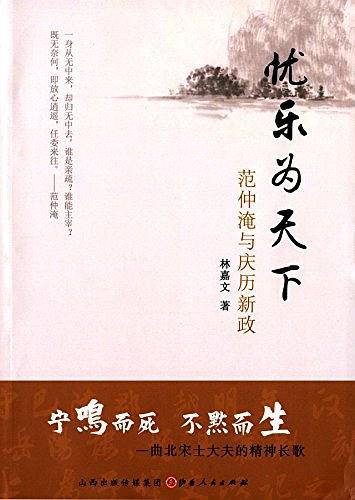 忧乐为天下
范仲淹与庆历新政
林嘉文 著
一身从无中来，却归无中去，谁是亲疏？谁能主宰？
既无奈何，即放心逍遥，任委来往。
——范仲淹
宁鸣而死 不默而生
—曲北宋士大夫的精神长歌
山西出版传媒集团 山西人民出版社